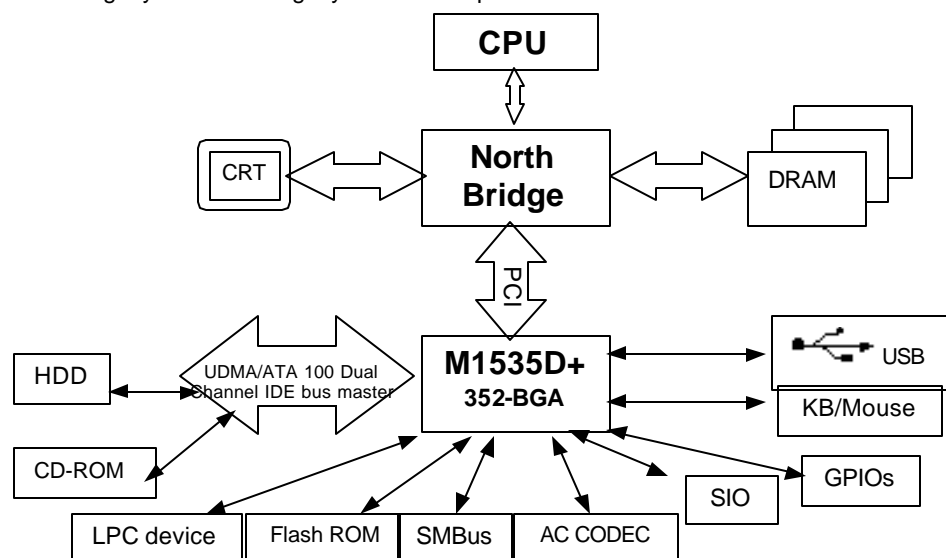 CPU
North
Bridge
CRT
DRAM
PCI
M1535D+
352-BGA
UDMA/ATA 100 Dual
Channel IDE bus master
HDD
CD-ROM
USB
KB/Mouse
GPIOs
SIO
LPC device
Flash ROM
SMBus
AC CODEC